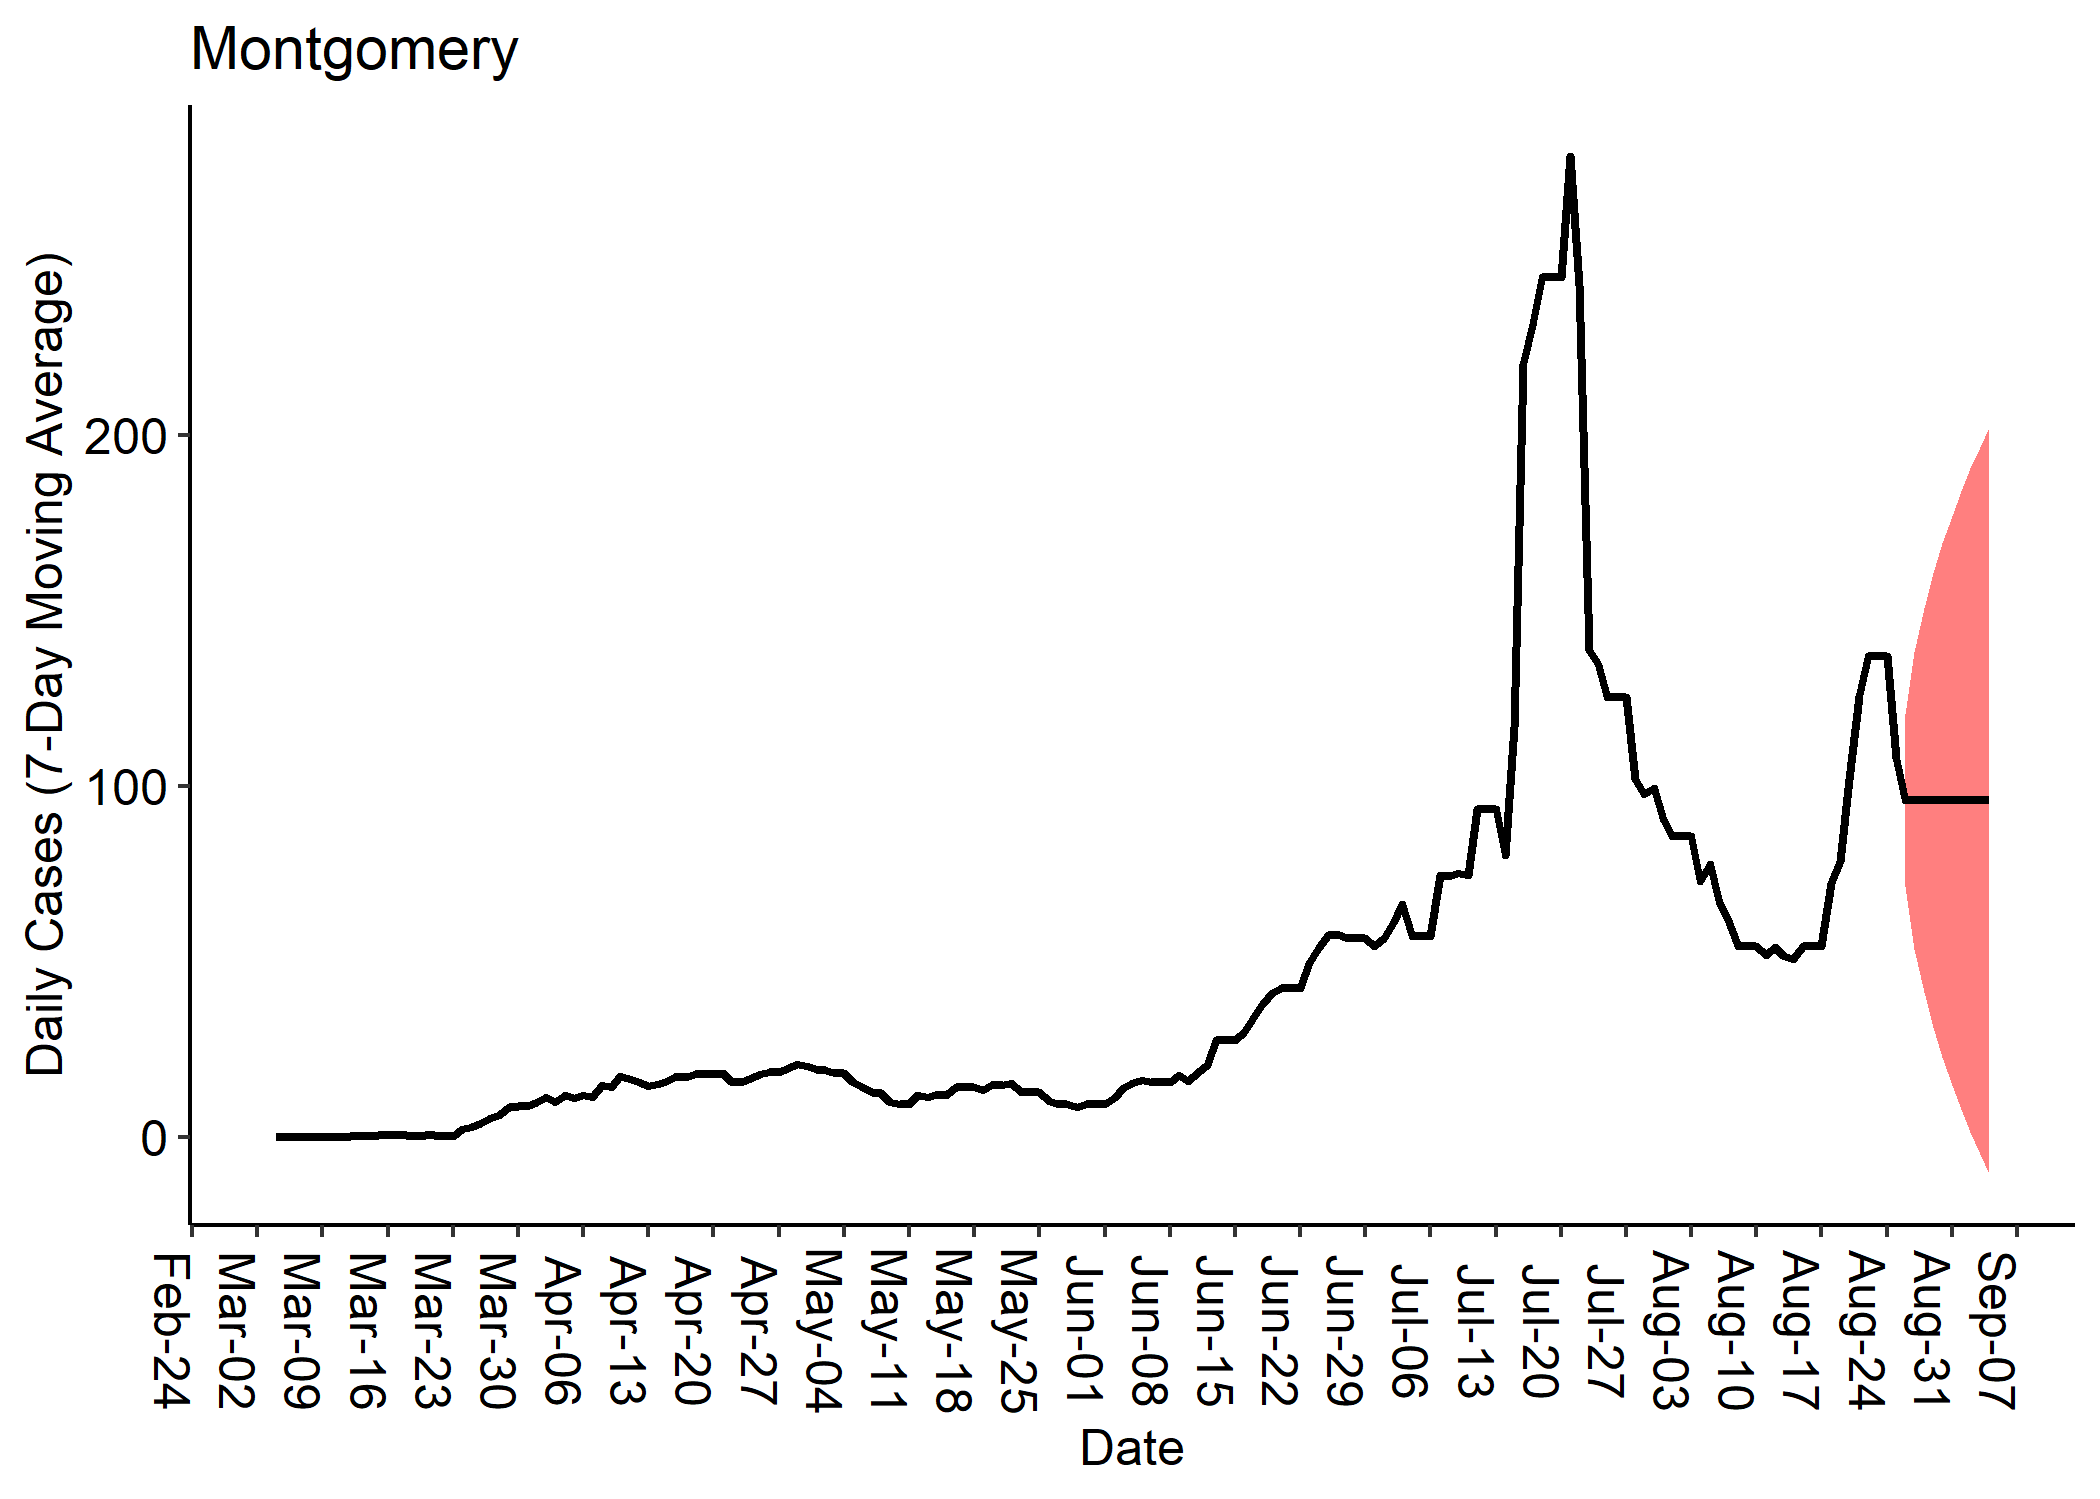 Montgomery
Daily Cases (7-Day Moving Average)
200
100
0
Feb-24
Mar-02
Mar-09
Mar-16
Mar-23
Mar-30
Apr-06
Apr-13
Apr-20
Apr-27
May-04
May-11
May-18
May-25
Jun-01
Jun-08
Jun-15
Jun-22
Jun-29
Jul-06
Jul-13
Jul-20
Jul-27
Aug-03
Aug-10
Aug-17
Aug-24
Aug-31
Sep-07
Date